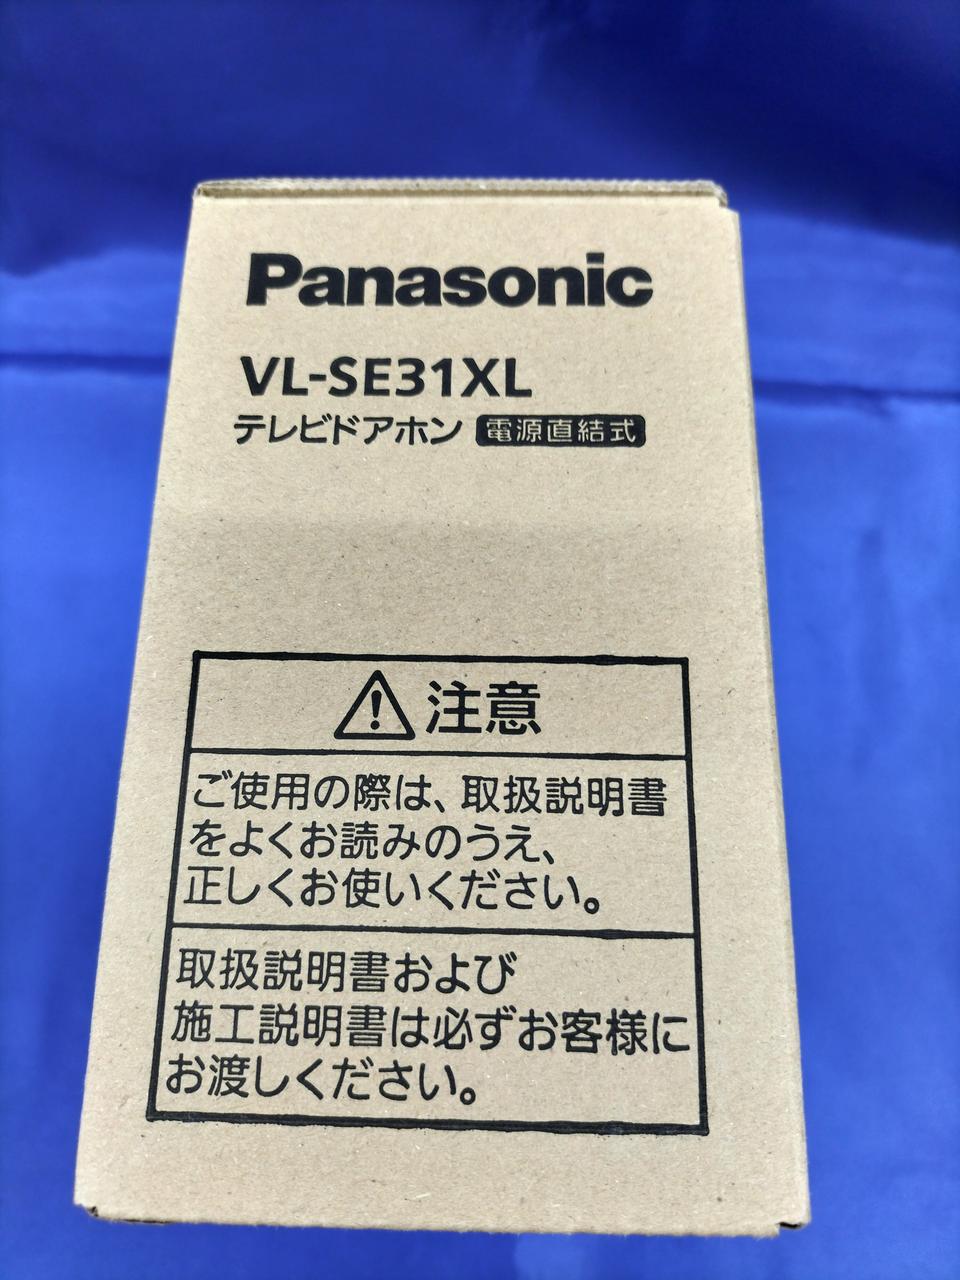 Panasonic
VL-SE31XL
テレビドアホン 電源直結式
注意
ご使用の際は、取扱説明書
をよくお読みのうえ、
正しくお使いください。
取扱説明書および
施工説明書は必ずお客様に
お渡しください。